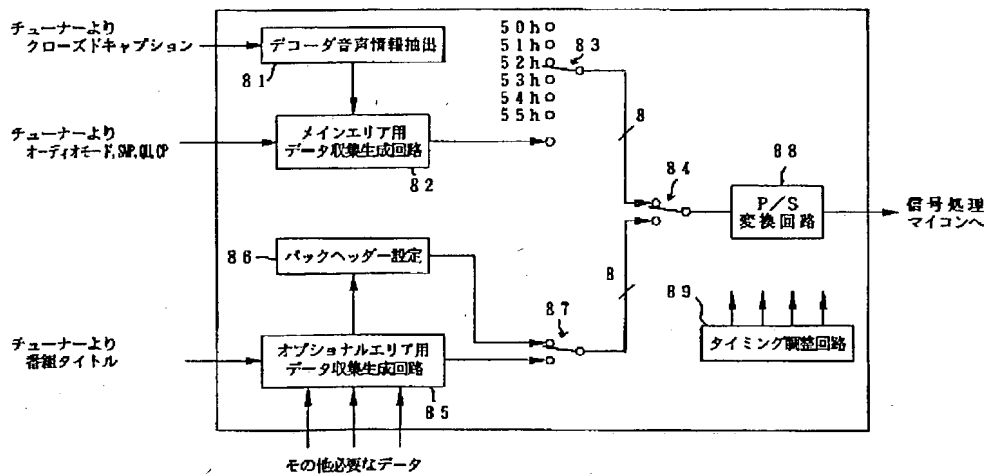 チューナーより
クローズドキャプション
デコーダ音声情報抽出
81
50h
51h
52h
53h
54h
55h
83
チューナーより
オーディオモード,SMP,QU,CP
メインエリア用
データ収集生成回路
82
8
84
88
P/S
変換回路
信号処理
マイコンへ
86
パックヘッダー設定
8
87
89
タイミング調整回路
チューナーより
番組タイトル
オプショナルエリア用
データ収集生成回路
85
その他必要なデータ